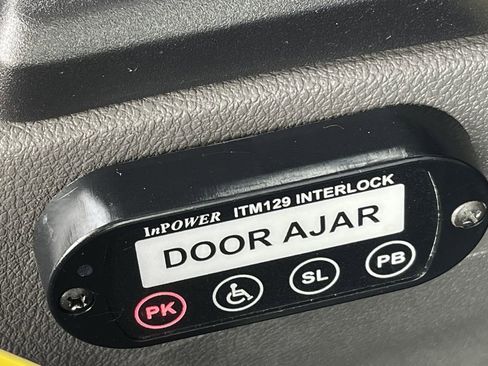 InPOWER ITM129 INTERLOCK
DOOR AJAR
PK SL PB